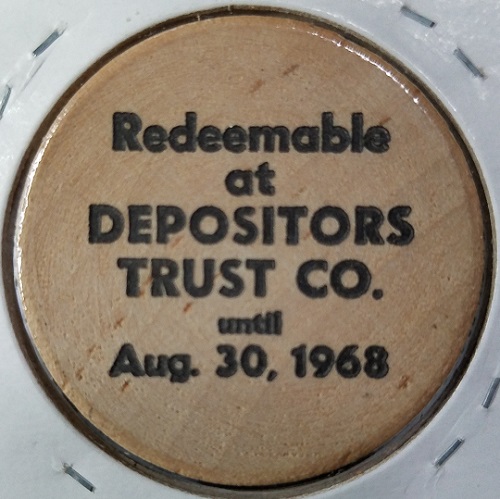 Redeemable
at
DEPOSITORS
TRUST CO.
until
Aug. 30, 1968